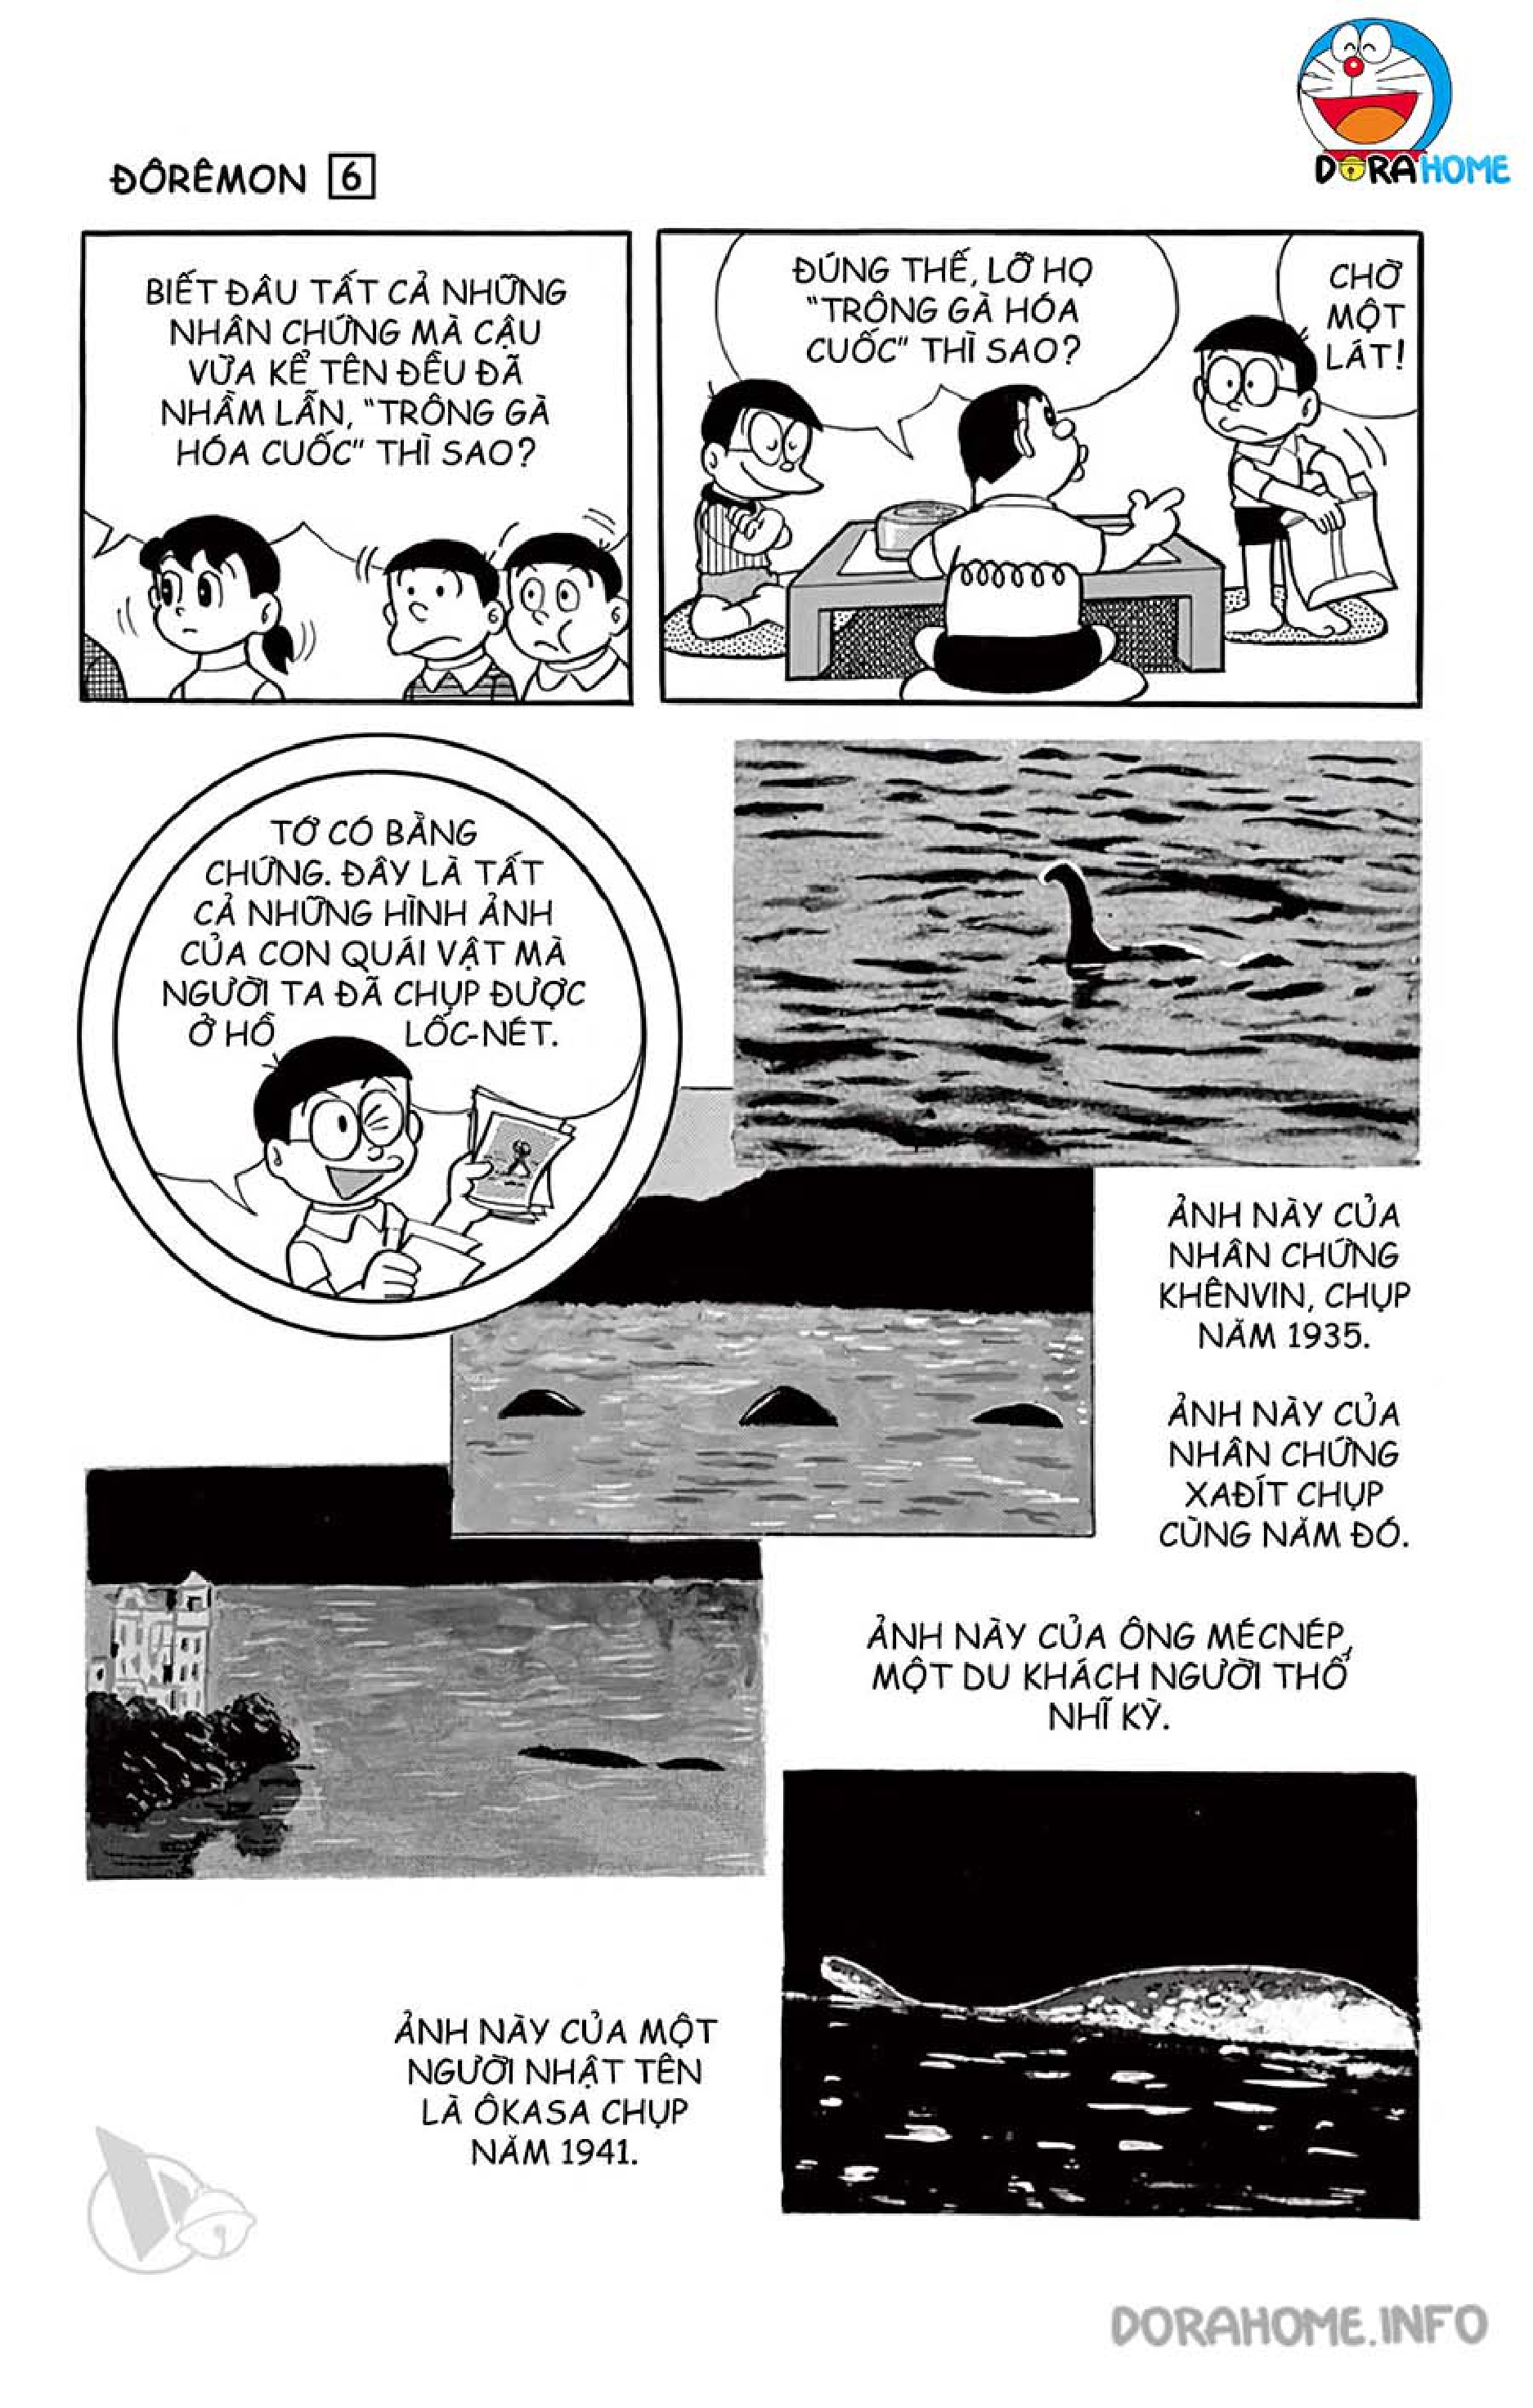 DORAHOME
ĐÔRÊMON 6
BIẾT ĐÂU TẤT CẢ NHỮNG
NHÂN CHỨNG MÀ CẬU
VỪA KỂ TÊN ĐỀU ĐÃ
NHẦM LẪN, "TRÔNG GÀ
HÓA CUỐC" THÌ SAO?
ĐÚNG THẾ, LỠ HỌ
"TRÔNG GÀ HÓA
CUỐC" THÌ SAO?
CHỜ
MỘT
LÁT!
TỚ CÓ BẰNG
CHỨNG. ĐÂY LÀ TẤT
CẢ NHỮNG HÌNH ẢNH
CỦA CON QUÁI VẬT MÀ
NGƯỜI TA ĐÃ CHỤP ĐƯỢC
Ở HỒ LỐC-NÉT.
ẢNH NÀY CỦA
NHÂN CHỨNG
KHÊNVIN, CHỤP
NĂM 1935.
ẢNH NÀY CỦA
NHÂN CHỨNG
XAĐÍT CHỤP
CÙNG NĂM ĐÓ.
ẢNH NÀY CỦA ÔNG MÉCNÉP,
MỘT DU KHÁCH NGƯỜI THỔ
NHĨ KỲ.
ẢNH NÀY CỦA MỘT
NGƯỜI NHẬT TÊN
LÀ ÔKASA CHỤP
NĂM 1941.
DORAHOME.INFO